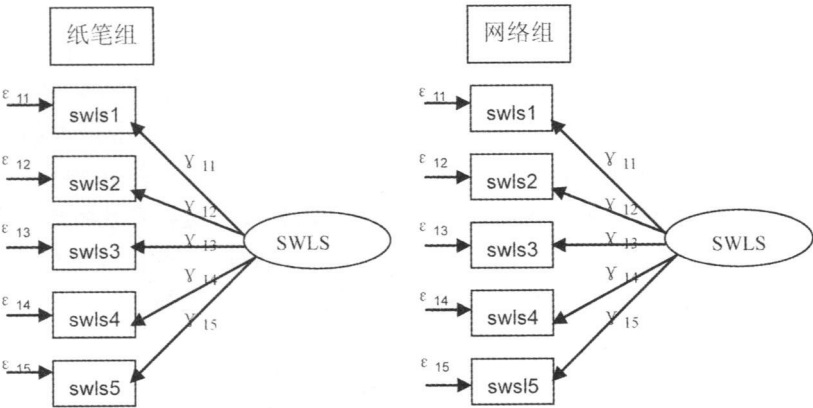 纸笔组
网络组
ε 11
swls1
ε 12
swls2
ε 13
swls3
ε 14
swls4
ε 15
swls5
ɣ 11
ɣ 12
ɣ 13
ɣ 14
ɣ 15
SWLS
ε 11
swls1
ε 12
swls2
ε 13
swls3
ε 14
swls4
ε 15
swsl5
ɣ 11
ɣ 12
ɣ 13
ɣ 14
ɣ 15
SWLS